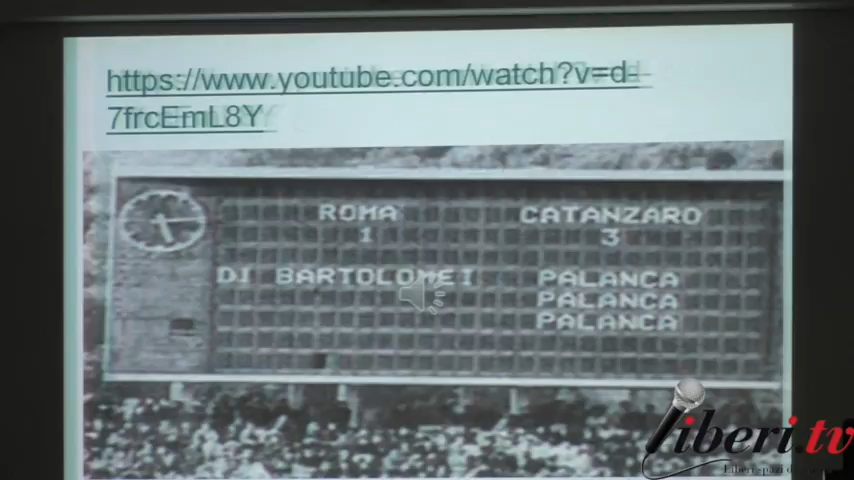 https://www.youtube.com/watch?v=d-
7frcEmL8Y
ROMA CATANZARO
1 3
DI BARTOLOMEI PALANCA
PALANCA
PALANCA
liberi.tv